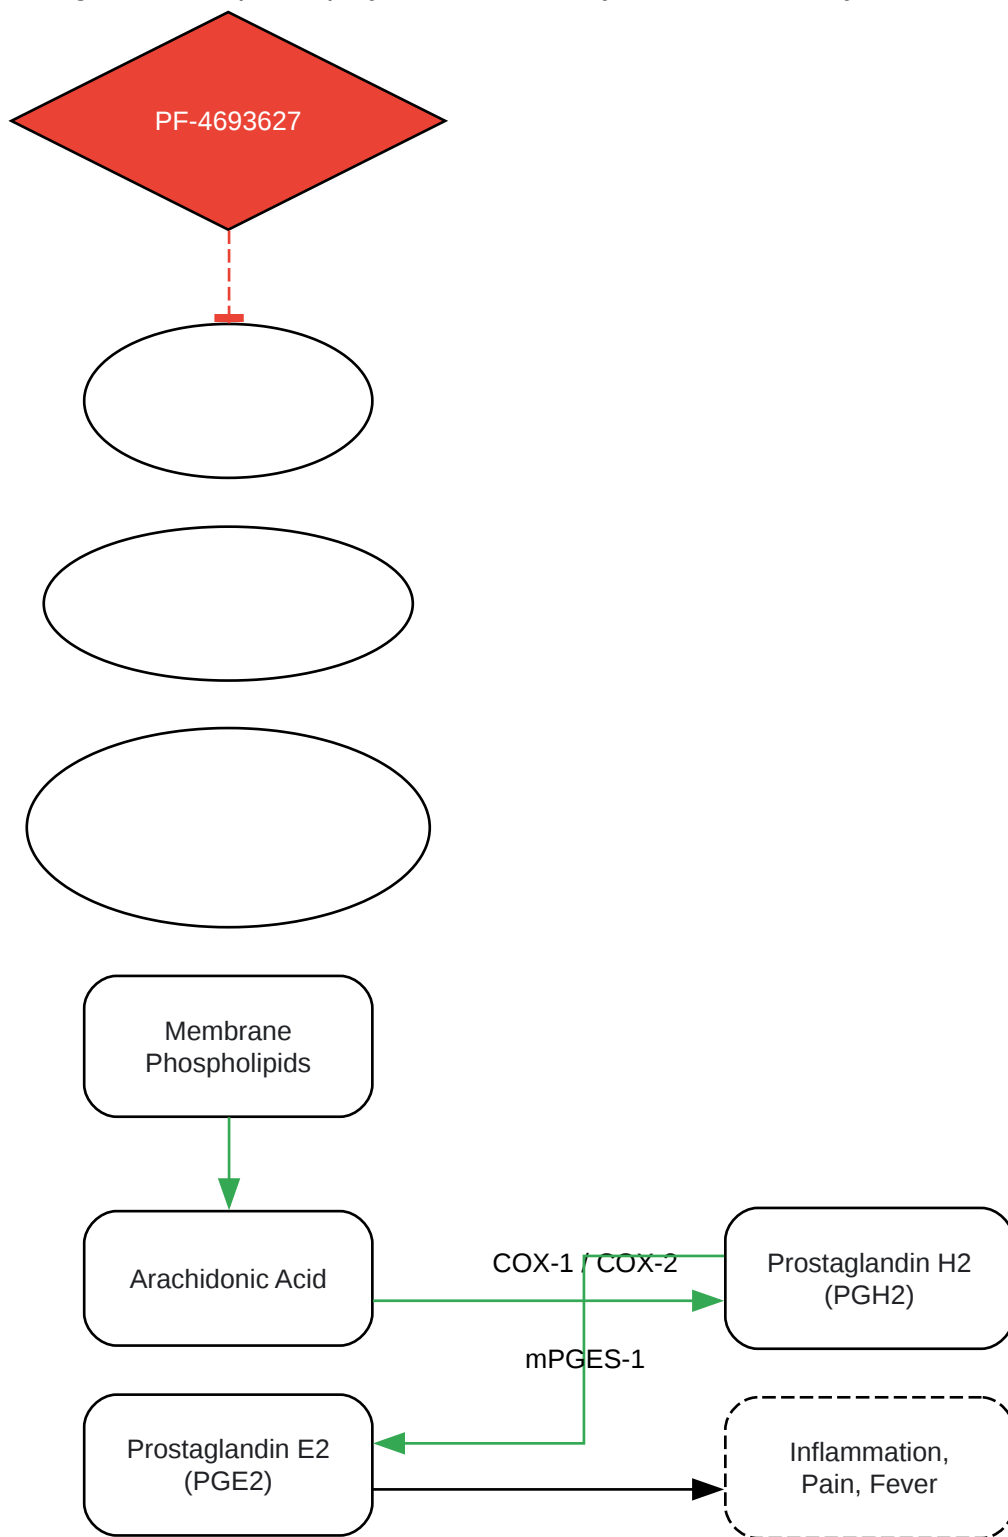 PF-4693627
Membrane
Phospholipids
Arachidonic Acid
COX-1 / COX-2
Prostaglandin H2
(PGH2)
mPGES-1
Prostaglandin E2
(PGE2)
Inflammation,
Pain, Fever